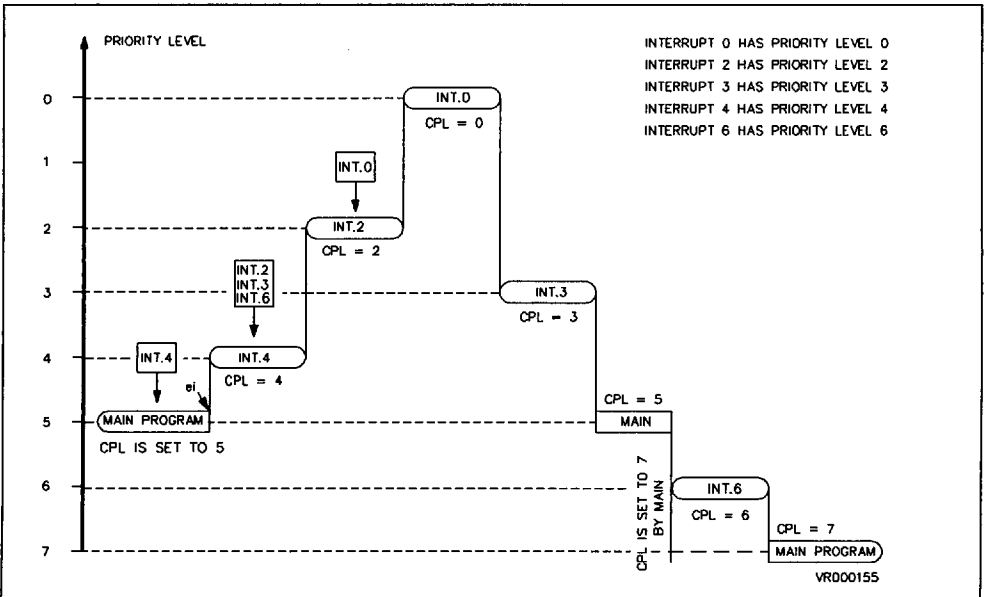 PRIORITY LEVEL
INTERRUPT 0 HAS PRIORITY LEVEL 0
INTERRUPT 2 HAS PRIORITY LEVEL 2
INTERRUPT 3 HAS PRIORITY LEVEL 3
INTERRUPT 4 HAS PRIORITY LEVEL 4
INTERRUPT 6 HAS PRIORITY LEVEL 6
0
INT.0
CPL = 0
1
INT.0
2
INT.2
CPL = 2
INT.2
INT.3
INT.6
3
INT.3
CPL = 3
4
INT.4
INT.4
CPL = 4
ei
5
MAIN PROGRAM
CPL IS SET TO 5
CPL = 5
MAIN
6
CPL IS SET TO 7
BY MAIN
INT.6
CPL = 6
7
CPL = 7
MAIN PROGRAM
VR000155